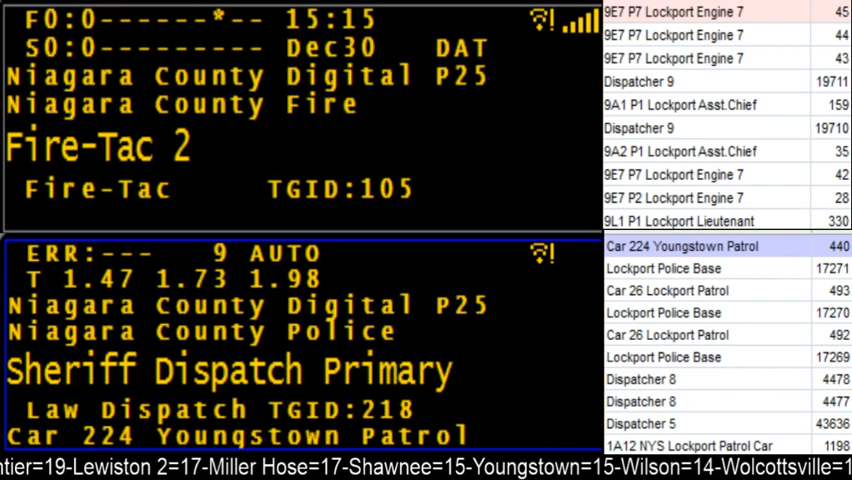 F0:0------*-- 15:15
S0:0--------- Dec30 DAT
Niagara County Digital P25
Niagara County Fire
Fire-Tac 2
Fire-Tac TGID:105
9E7 P7 Lockport Engine 7 45
9E7 P7 Lockport Engine 7 44
9E7 P7 Lockport Engine 7 43
Dispatcher 9 19711
9A1 P1 Lockport Asst.Chief 159
Dispatcher 9 19710
9A2 P1 Lockport Asst.Chief 35
9E7 P7 Lockport Engine 7 42
9E7 P2 Lockport Engine 7 28
9L1 P1 Lockport Lieutenant 330
ERR:--- 9 AUTO
T 1.47 1.73 1.98
Niagara County Digital P25
Niagara County Police
Sheriff Dispatch Primary
Law Dispatch TGID:218
Car 224 Youngstown Patrol
Car 224 Youngstown Patrol 440
Lockport Police Base 17271
Car 26 Lockport Patrol 493
Lockport Police Base 17270
Car 26 Lockport Patrol 492
Lockport Police Base 17269
Dispatcher 8 4478
Dispatcher 8 4477
Dispatcher 5 43636
1A12 NYS Lockport Patrol Car 1198
ntier=19-Lewiston 2=17-Miller Hose=17-Shawnee=15-Youngstown=15-Wilson=14-Wolcottsville=1